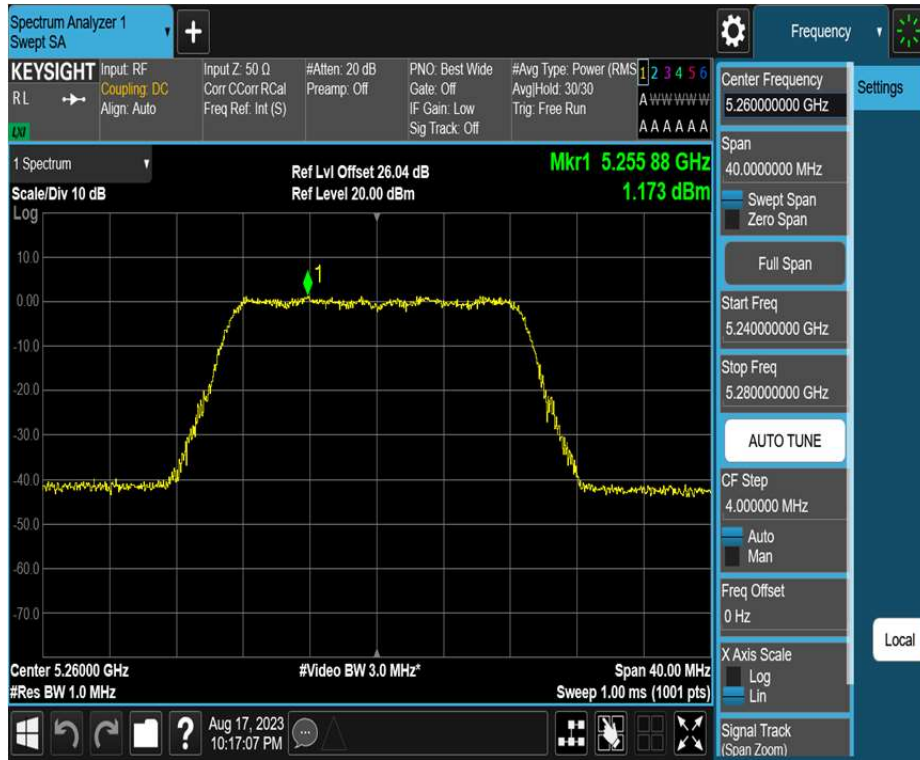 Spectrum Analyzer 1
Swept SA
+
Frequency
KEYSIGHT
RL
LXI
Input: RF
Coupling: DC
Align: Auto
Input Z: 50 Ω
Corr CCorr RCal
Freq Ref: Int (S)
#Atten: 20 dB
Preamp: Off
PNO: Best Wide
Gate: Off
IF Gain: Low
Sig Track: Off
#Avg Type: Power (RMS
Avg|Hold: 30/30
Trig: Free Run
1 2 3 4 5 6
A W W W W W
A A A A A A
1 Spectrum
Scale/Div 10 dB
Log
Ref Lvl Offset 26.04 dB
Ref Level 20.00 dBm
Mkr1 5.255 88 GHz
1.173 dBm
1
10.0
0.00
-10.0
-20.0
-30.0
-40.0
-50.0
-60.0
-70.0
Center 5.26000 GHz
#Res BW 1.0 MHz
#Video BW 3.0 MHz*
Span 40.00 MHz
Sweep 1.00 ms (1001 pts)
?
Aug 17, 2023
10:17:07 PM
Center Frequency
5.260000000 GHz
Span
40.0000000 MHz
Swept Span
Zero Span
Full Span
Start Freq
5.240000000 GHz
Stop Freq
5.280000000 GHz
AUTO TUNE
CF Step
4.000000 MHz
Auto
Man
Freq Offset
0 Hz
X Axis Scale
Log
Lin
Signal Track
(Span Zoom)
Settings
Local